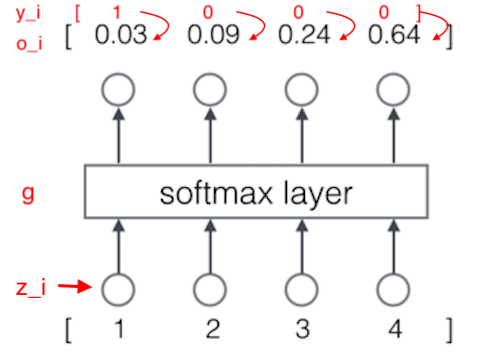 y_i [ 1 0 0 0 ]
o_i [ 0.03 0.09 0.24 0.64 ]
g softmax layer
z_i
[ 1 2 3 4 ]